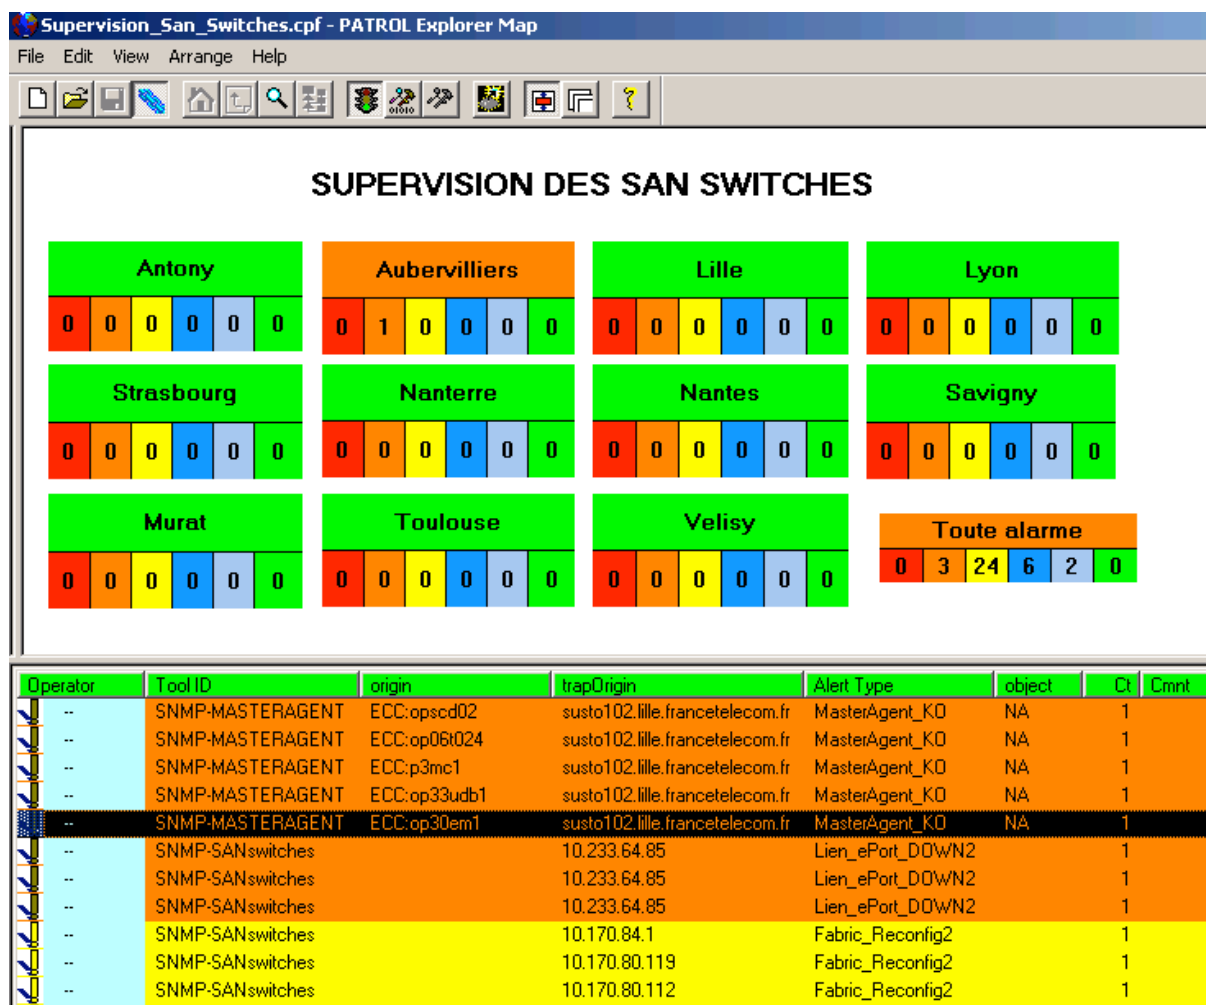 Supervision_San_Switches.cpf - PATROL Explorer Map
File Edit View Arrange Help
01010
SUPERVISION DES SAN SWITCHES
Antony Aubervilliers Lille Lyon
0 0 0 0 0 0 0 1 0 0 0 0 0 0 0 0 0 0 0 0 0 0 0 0
Strasbourg Nanterre Nantes Savigny
0 0 0 0 0 0 0 0 0 0 0 0 0 0 0 0 0 0 0 0 0 0 0 0
Murat Toulouse Velisy Toute alarme
0 0 0 0 0 0 0 0 0 0 0 0 0 0 0 0 0 0 0 3 24 6 2 0
Operator Tool ID origin trapOrigin Alert Type object Ct Cmnt
-- SNMP-MASTERAGENT ECC:opscd02 susto102.lille.francetelecom.fr MasterAgent_KO NA 1
-- SNMP-MASTERAGENT ECC:op06t024 susto102.lille.francetelecom.fr MasterAgent_KO NA 1
-- SNMP-MASTERAGENT ECC:p3mc1 susto102.lille.francetelecom.fr MasterAgent_KO NA 1
-- SNMP-MASTERAGENT ECC:op33udb1 susto102.lille.francetelecom.fr MasterAgent_KO NA 1
-- SNMP-MASTERAGENT ECC:op30em1 susto102.lille.francetelecom.fr MasterAgent_KO NA 1
-- SNMP-SANswitches 10.233.64.85 Lien_ePort_DOWN2 1
-- SNMP-SANswitches 10.233.64.85 Lien_ePort_DOWN2 1
-- SNMP-SANswitches 10.233.64.85 Lien_ePort_DOWN2 1
-- SNMP-SANswitches 10.170.84.1 Fabric_Reconfig2 1
-- SNMP-SANswitches 10.170.80.119 Fabric_Reconfig2 1
-- SNMP-SANswitches 10.170.80.112 Fabric_Reconfig2 1